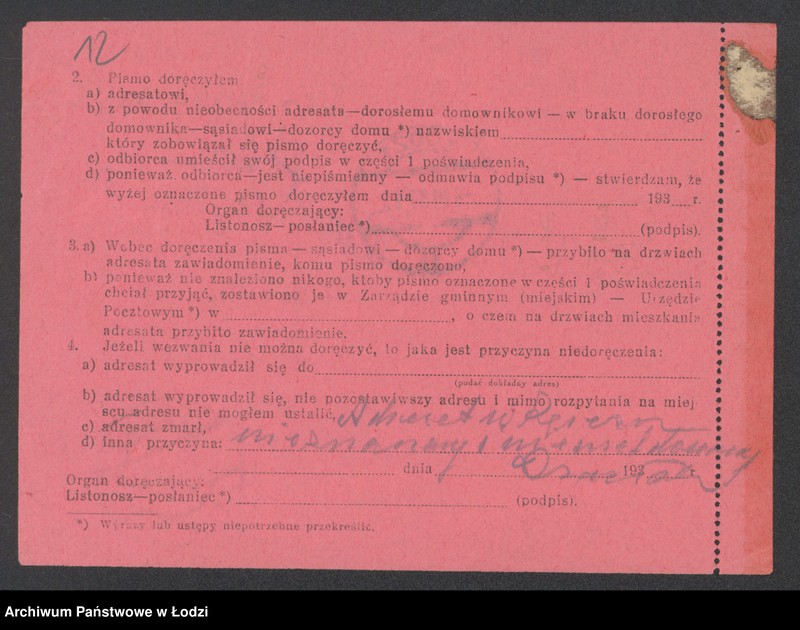 12
2. Pismo doręczyłem:
a) adresatowi,
b) z powodu nieobecności adresata—dorosłemu domownikowi — w braku dorosłego
domownika—sąsiadowi—dozorcy domu *) nazwiskiem
który zobowiązał się pismo doręczyć,
c) odbiorca umieścił swój podpis w części 1 poświadczenia,
d) ponieważ odbiorca—jest niepiśmienny — odmawia podpisu *) — stwierdzam, że
wyżej oznaczone pismo doręczyłem dnia 193 r.
Organ doręczający:
Listonosz—posłaniec *) (podpis).
3. a) Wobec doręczenia pisma — sąsiadowi — dozorcy domu *) — przybito na drzwiach
adresata zawiadomienie, komu pismo doręczono,
b) ponieważ nie znaleziono nikogo, ktoby pismo oznaczone w części 1 poświadczenia
chciał przyjąć, zostawiono je w Zarządzie gminnym (miejskim) — Urzędzie
Pocztowym *) w , o czem na drzwiach mieszkania
adresata przybito zawiadomienie.
4. Jeżeli wezwania nie można doręczyć, to jaka jest przyczyna niedoręczenia:
a) adresat wyprowadził się do
(podać dokładny adres)
b) adresat wyprowadził się, nie pozostawiwszy adresu i mimo rozpytania na miej-
scu adresu nie mogłem ustalić, Adresat w Zgierzu
c) adresat zmarł,
d) inna przyczyna: nieznany i niemeldowany
dnia 193 r.
Organ doręczający:
Listonosz—posłaniec *) (podpis).
*) Wyrazy lub ustępy niepotrzebne przekreślić.
Archiwum Państwowe w Łodzi